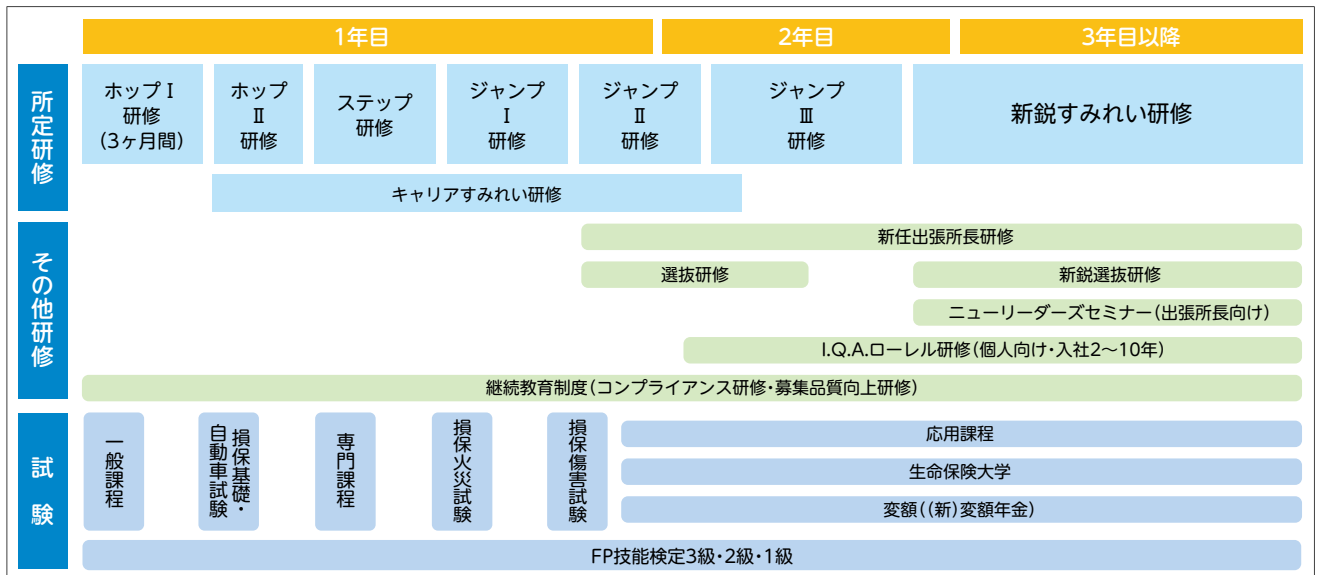 1年目
2年目
3年目以降
所定研修
ホップⅠ
研修
(3ヶ月間)
ホップ
Ⅱ
研修
ステップ
研修
ジャンプ
Ⅰ
研修
ジャンプ
Ⅱ
研修
ジャンプ
Ⅲ
研修
新鋭すみれい研修
キャリアすみれい研修
その他研修
新任出張所長研修
選抜研修
新鋭選抜研修
ニューリーダーズセミナー(出張所長向け)
I.Q.A.ローレル研修(個人向け・入社2〜10年)
継続教育制度(コンプライアンス研修・募集品質向上研修)
試験
一般課程
損保基礎・
自動車試験
専門課程
損保火災試験
損保傷害試験
応用課程
生命保険大学
変額((新)変額年金)
FP技能検定3級・2級・1級